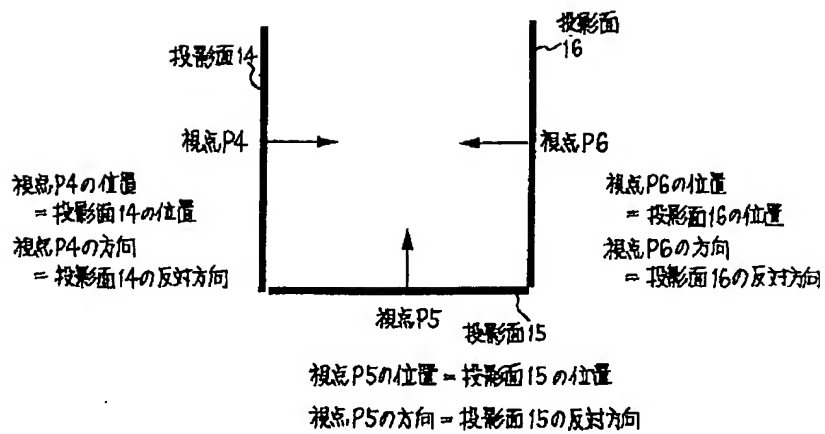 投影面14
投影面
16
視点P4
視点P6
視点P4の位置
=投影面14の位置
視点P4の方向
=投影面14の反対方向
視点P6の位置
=投影面16の位置
視点P6の方向
=投影面16の反対方向
視点P5
投影面15
視点P5の位置=投影面15の位置
視点P5の方向=投影面15の反対方向